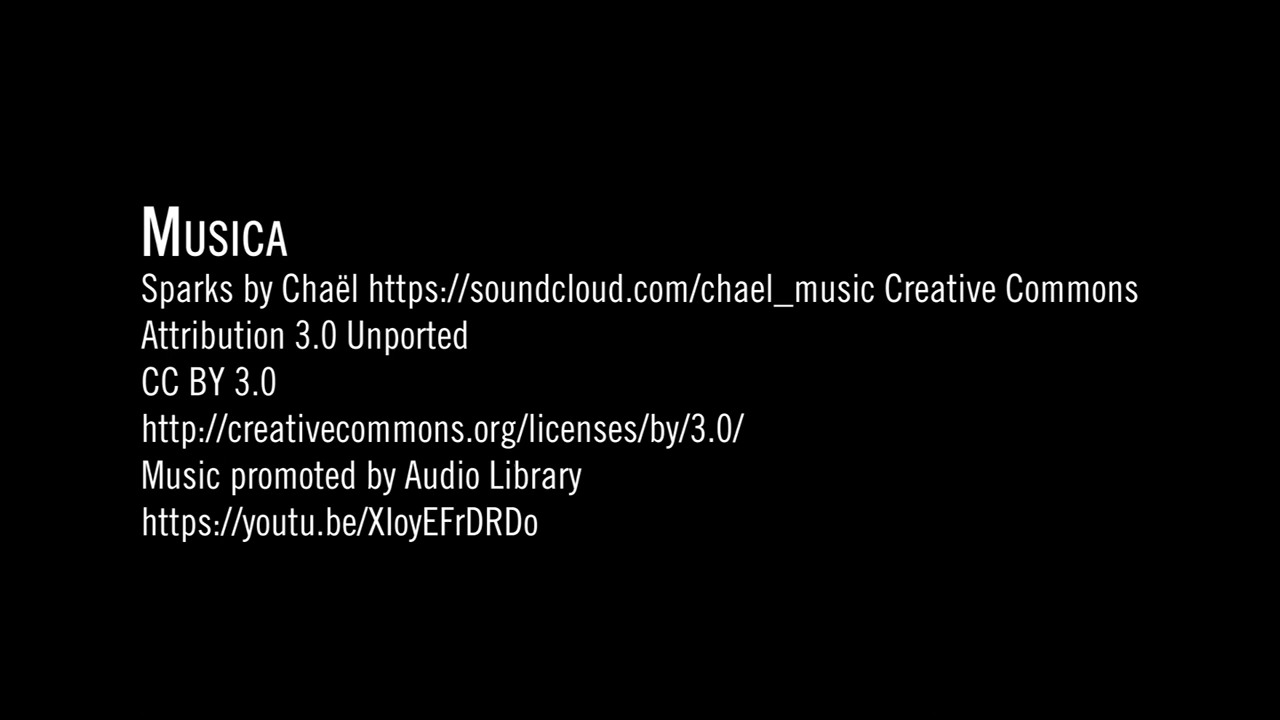 MUSICA
Sparks by Chaël https://soundcloud.com/chael_music Creative Commons
Attribution 3.0 Unported
CC BY 3.0
http://creativecommons.org/licenses/by/3.0/
Music promoted by Audio Library
https://youtu.be/XIoyEFrDRDo